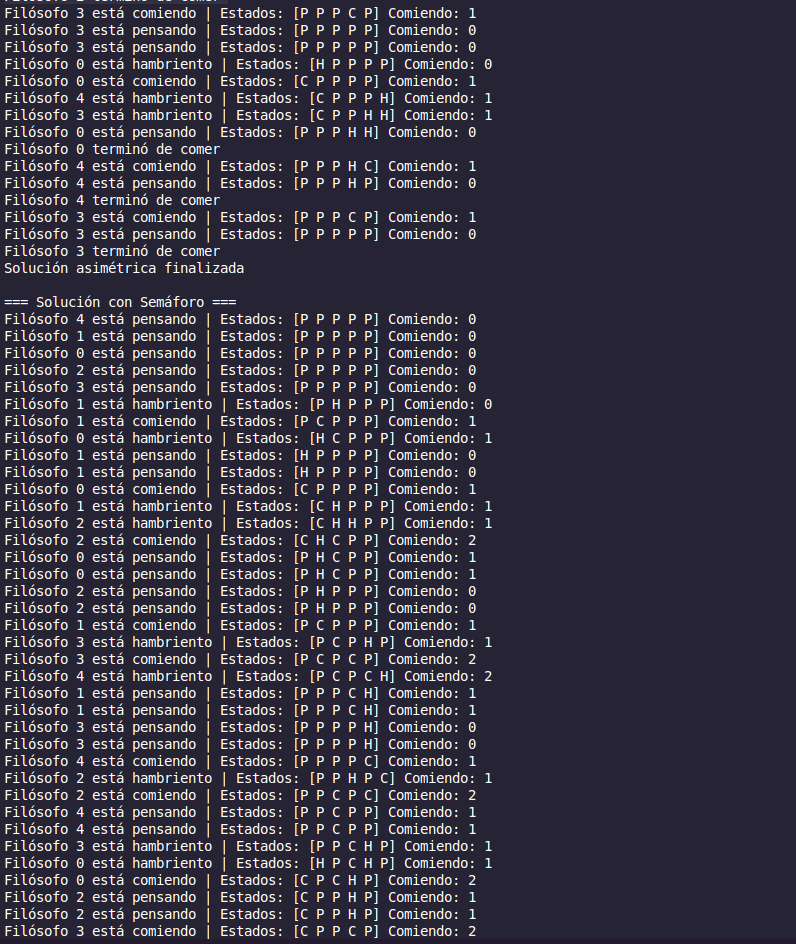 Filósofo 2 terminó de comer
Filósofo 3 está comiendo | Estados: [P P P C P] Comiendo: 1
Filósofo 3 está pensando | Estados: [P P P P P] Comiendo: 0
Filósofo 3 está pensando | Estados: [P P P P P] Comiendo: 0
Filósofo 0 está hambriento | Estados: [H P P P P] Comiendo: 0
Filósofo 0 está comiendo | Estados: [C P P P P] Comiendo: 1
Filósofo 4 está hambriento | Estados: [C P P P H] Comiendo: 1
Filósofo 3 está hambriento | Estados: [C P P H H] Comiendo: 1
Filósofo 0 está pensando | Estados: [P P P H H] Comiendo: 0
Filósofo 0 terminó de comer
Filósofo 4 está comiendo | Estados: [P P P H C] Comiendo: 1
Filósofo 4 está pensando | Estados: [P P P H P] Comiendo: 0
Filósofo 4 terminó de comer
Filósofo 3 está comiendo | Estados: [P P P C P] Comiendo: 1
Filósofo 3 está pensando | Estados: [P P P P P] Comiendo: 0
Filósofo 3 terminó de comer
Solución asimétrica finalizada
=== Solución con Semáforo ===
Filósofo 4 está pensando | Estados: [P P P P P] Comiendo: 0
Filósofo 1 está pensando | Estados: [P P P P P] Comiendo: 0
Filósofo 0 está pensando | Estados: [P P P P P] Comiendo: 0
Filósofo 2 está pensando | Estados: [P P P P P] Comiendo: 0
Filósofo 3 está pensando | Estados: [P P P P P] Comiendo: 0
Filósofo 1 está hambriento | Estados: [P H P P P] Comiendo: 0
Filósofo 1 está comiendo | Estados: [P C P P P] Comiendo: 1
Filósofo 0 está hambriento | Estados: [H C P P P] Comiendo: 1
Filósofo 1 está pensando | Estados: [H P P P P] Comiendo: 0
Filósofo 1 está pensando | Estados: [H P P P P] Comiendo: 0
Filósofo 0 está comiendo | Estados: [C P P P P] Comiendo: 1
Filósofo 1 está hambriento | Estados: [C H P P P] Comiendo: 1
Filósofo 2 está hambriento | Estados: [C H H P P] Comiendo: 1
Filósofo 2 está comiendo | Estados: [C H C P P] Comiendo: 2
Filósofo 0 está pensando | Estados: [P H C P P] Comiendo: 1
Filósofo 0 está pensando | Estados: [P H C P P] Comiendo: 1
Filósofo 2 está pensando | Estados: [P H P P P] Comiendo: 0
Filósofo 2 está pensando | Estados: [P H P P P] Comiendo: 0
Filósofo 1 está comiendo | Estados: [P C P P P] Comiendo: 1
Filósofo 3 está hambriento | Estados: [P C P H P] Comiendo: 1
Filósofo 3 está comiendo | Estados: [P C P C P] Comiendo: 2
Filósofo 4 está hambriento | Estados: [P C P C H] Comiendo: 2
Filósofo 1 está pensando | Estados: [P P P C H] Comiendo: 1
Filósofo 1 está pensando | Estados: [P P P C H] Comiendo: 1
Filósofo 3 está pensando | Estados: [P P P P H] Comiendo: 0
Filósofo 3 está pensando | Estados: [P P P P H] Comiendo: 0
Filósofo 4 está comiendo | Estados: [P P P P C] Comiendo: 1
Filósofo 2 está hambriento | Estados: [P P H P C] Comiendo: 1
Filósofo 2 está comiendo | Estados: [P P C P C] Comiendo: 2
Filósofo 4 está pensando | Estados: [P P C P P] Comiendo: 1
Filósofo 4 está pensando | Estados: [P P C P P] Comiendo: 1
Filósofo 3 está hambriento | Estados: [P P C H P] Comiendo: 1
Filósofo 0 está hambriento | Estados: [H P C H P] Comiendo: 1
Filósofo 0 está comiendo | Estados: [C P C H P] Comiendo: 2
Filósofo 2 está pensando | Estados: [C P P H P] Comiendo: 1
Filósofo 2 está pensando | Estados: [C P P H P] Comiendo: 1
Filósofo 3 está comiendo | Estados: [C P P C P] Comiendo: 2